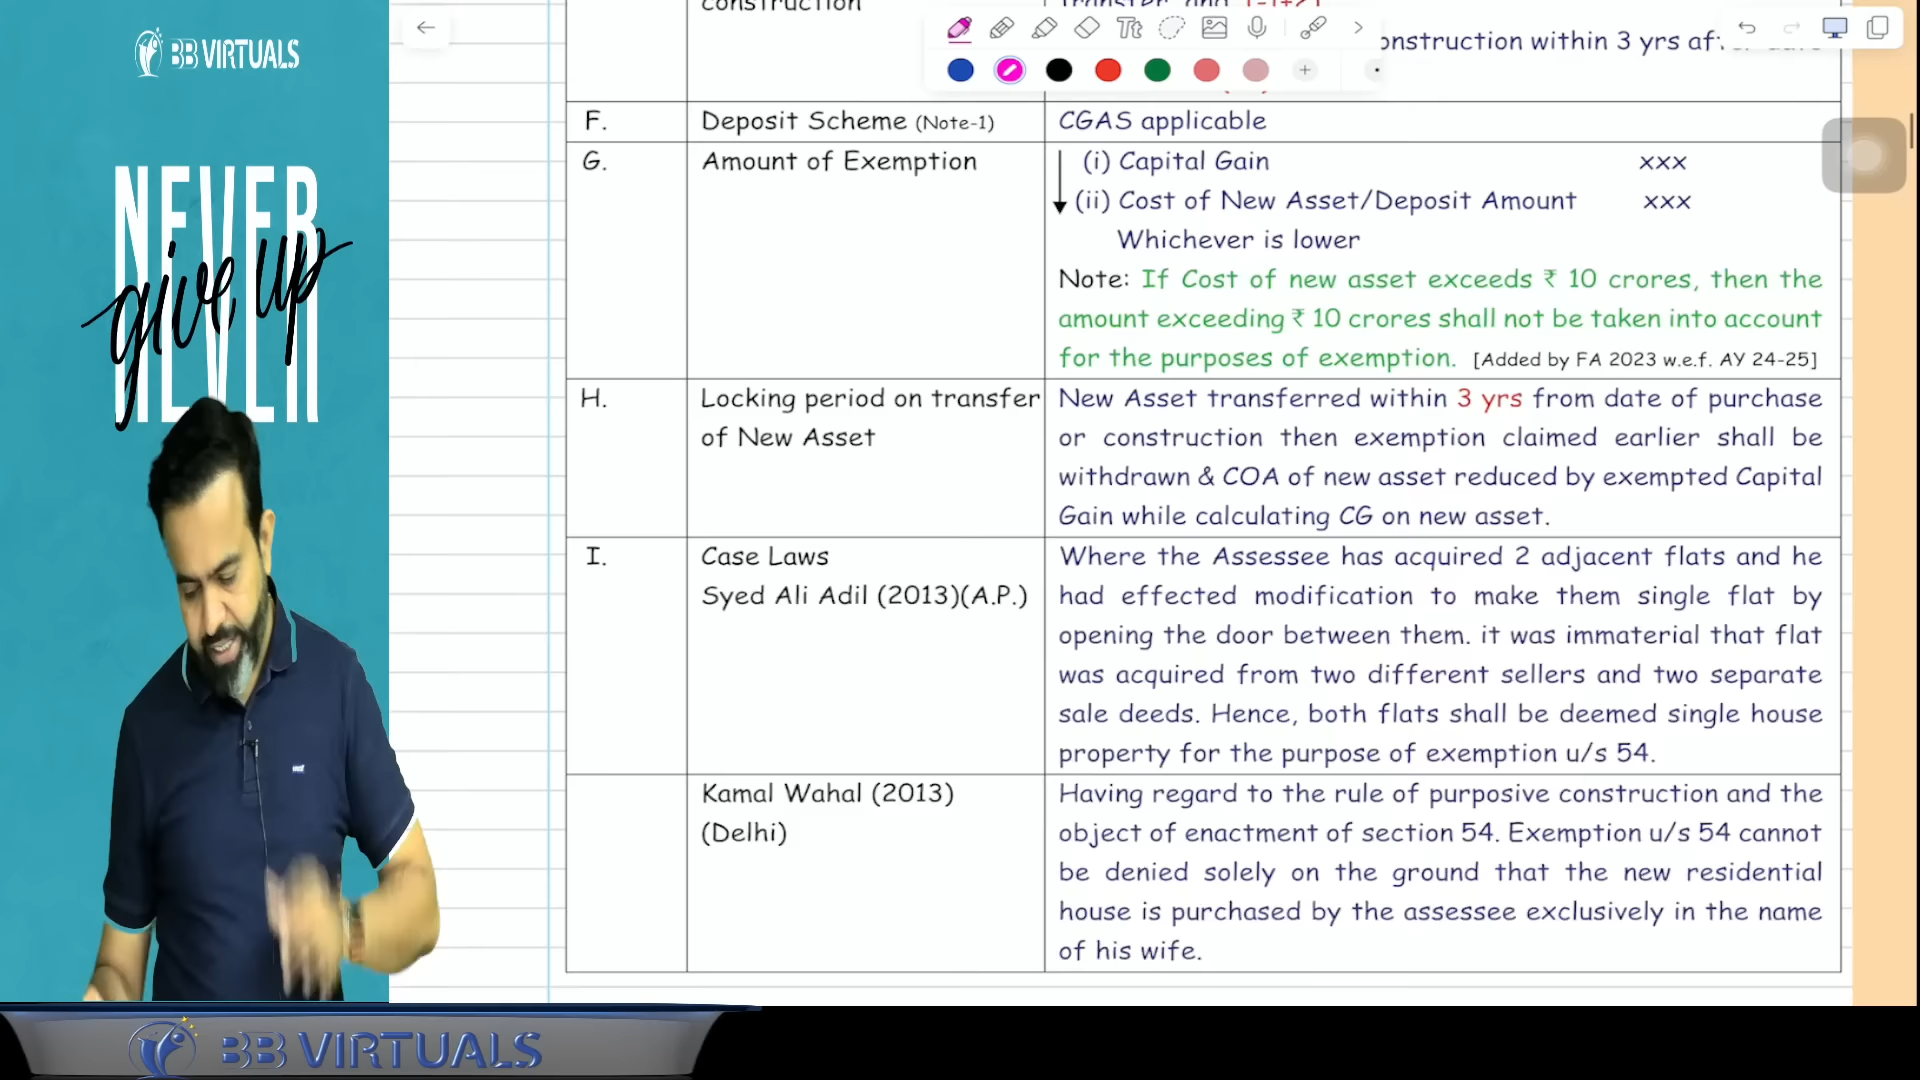 BB VIRTUALS
NEVER
give up
NEVER
construction
Transfer, and
onstruction within 3 yrs after date
F. Deposit Scheme (Note-1) CGAS applicable
G. Amount of Exemption (i) Capital Gain xxx
(ii) Cost of New Asset/Deposit Amount xxx
Whichever is lower
Note: If Cost of new asset exceeds ₹ 10 crores, then the
amount exceeding ₹ 10 crores shall not be taken into account
for the purposes of exemption. [Added by FA 2023 w.e.f. AY 24-25]
H. Locking period on transfer New Asset transferred within 3 yrs from date of purchase
of New Asset or construction then exemption claimed earlier shall be
withdrawn & COA of new asset reduced by exempted Capital
Gain while calculating CG on new asset.
I. Case Laws Where the Assessee has acquired 2 adjacent flats and he
Syed Ali Adil (2013)(A.P.) had effected modification to make them single flat by
opening the door between them. it was immaterial that flat
was acquired from two different sellers and two separate
sale deeds. Hence, both flats shall be deemed single house
property for the purpose of exemption u/s 54.
Kamal Wahal (2013) Having regard to the rule of purposive construction and the
(Delhi) object of enactment of section 54. Exemption u/s 54 cannot
be denied solely on the ground that the new residential
house is purchased by the assessee exclusively in the name
of his wife.
BB VIRTUALS